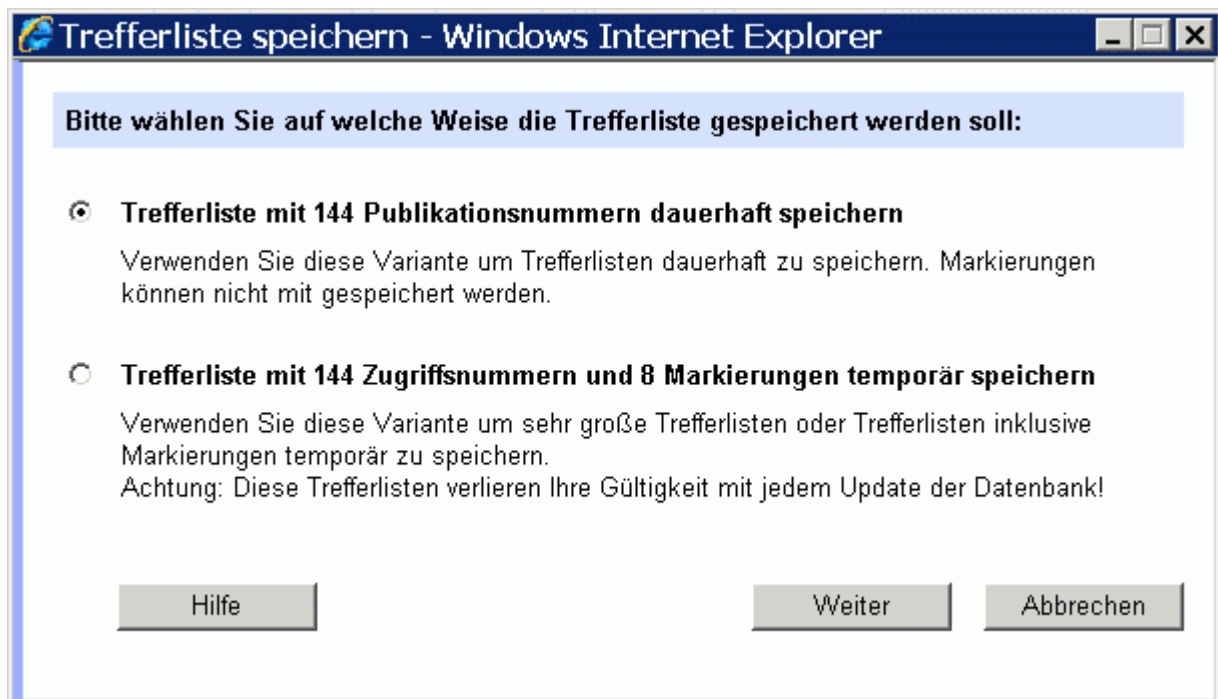 Trefferliste speichern - Windows Internet Explorer
Bitte wählen Sie auf welche Weise die Trefferliste gespeichert werden soll:
Trefferliste mit 144 Publikationsnummern dauerhaft speichern
Verwenden Sie diese Variante um Trefferlisten dauerhaft zu speichern. Markierungen
können nicht mit gespeichert werden.
Trefferliste mit 144 Zugriffsnummern und 8 Markierungen temporär speichern
Verwenden Sie diese Variante um sehr große Trefferlisten oder Trefferlisten inklusive
Markierungen temporär zu speichern.
Achtung: Diese Trefferlisten verlieren Ihre Gültigkeit mit jedem Update der Datenbank!
Hilfe Weiter Abbrechen